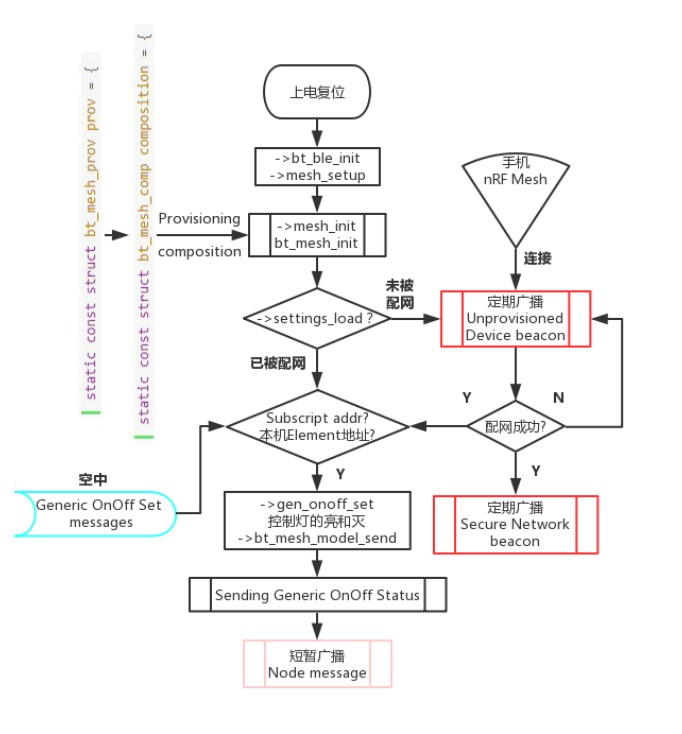 static const struct bt_mesh_prov prov = {
static const struct bt_mesh_comp composition = {
上电复位
->bt_ble_init
->mesh_setup
Provisioning
composition
->mesh_init
bt_mesh_init
手机
nRF Mesh
连接
->settings_load ?
未被
配网
定期广播
Unprovisioned
Device beacon
已被配网
Subscript addr?
本机Element地址?
Y
N
配网成功?
空中
Generic OnOff Set
messages
Y
Y
->gen_onoff_set
控制灯的亮和灭
->bt_mesh_model_send
定期广播
Secure Network
beacon
Sending Generic OnOff Status
短暂广播
Node message